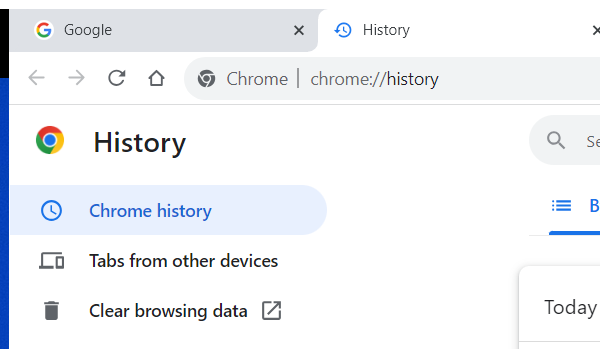 Google
History
Chrome | chrome://history
History
Chrome history
Tabs from other devices
Clear browsing data
Today